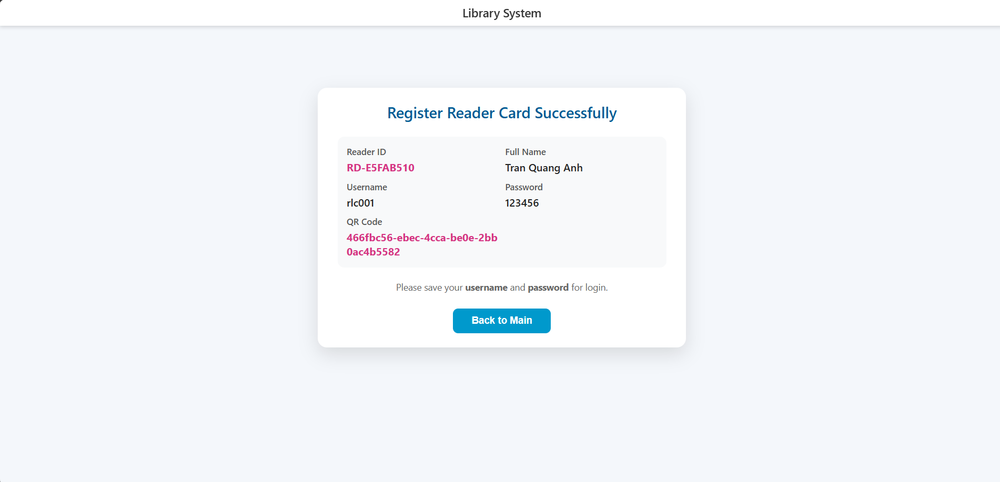 Library System
Register Reader Card Successfully
Reader ID
RD-E5FAB510
Full Name
Tran Quang Anh
Username
rlc001
Password
123456
QR Code
466fbc56-ebec-4cca-be0e-2bb
0ac4b5582
Please save your username and password for login.
Back to Main